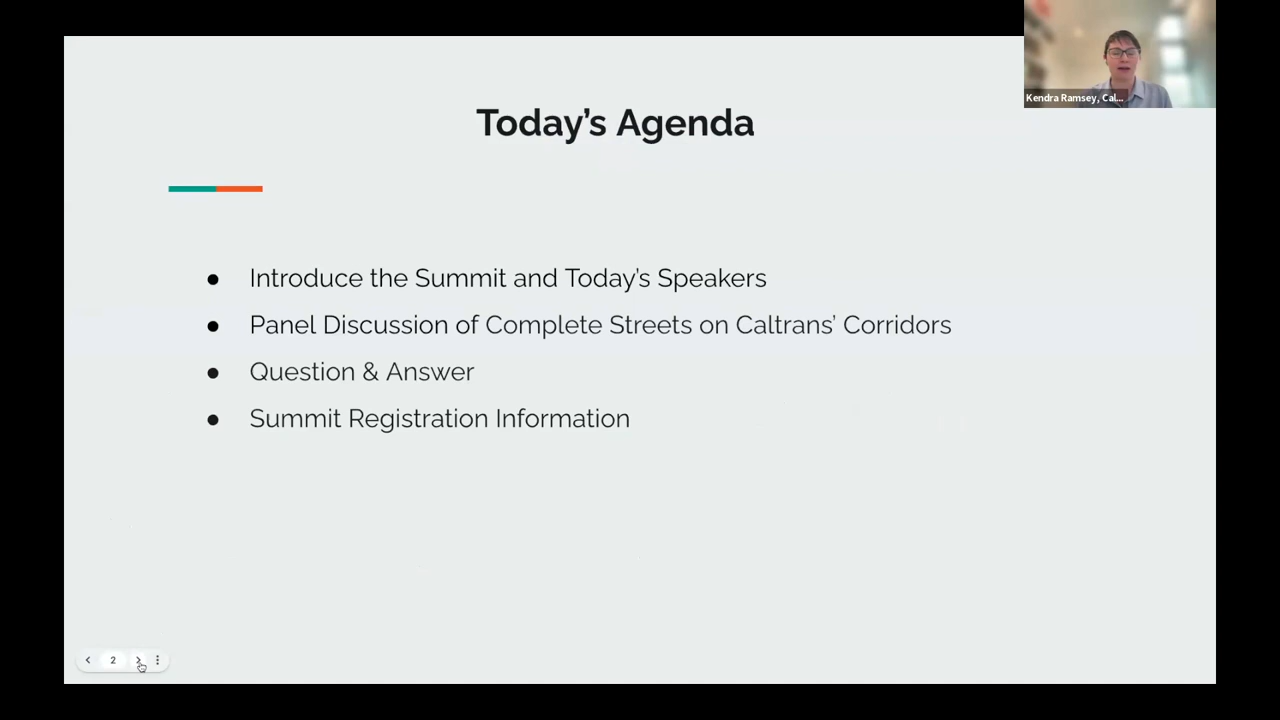 Kendra Ramsey, Cal...
Today’s Agenda
● Introduce the Summit and Today’s Speakers
● Panel Discussion of Complete Streets on Caltrans’ Corridors
● Question & Answer
● Summit Registration Information
2